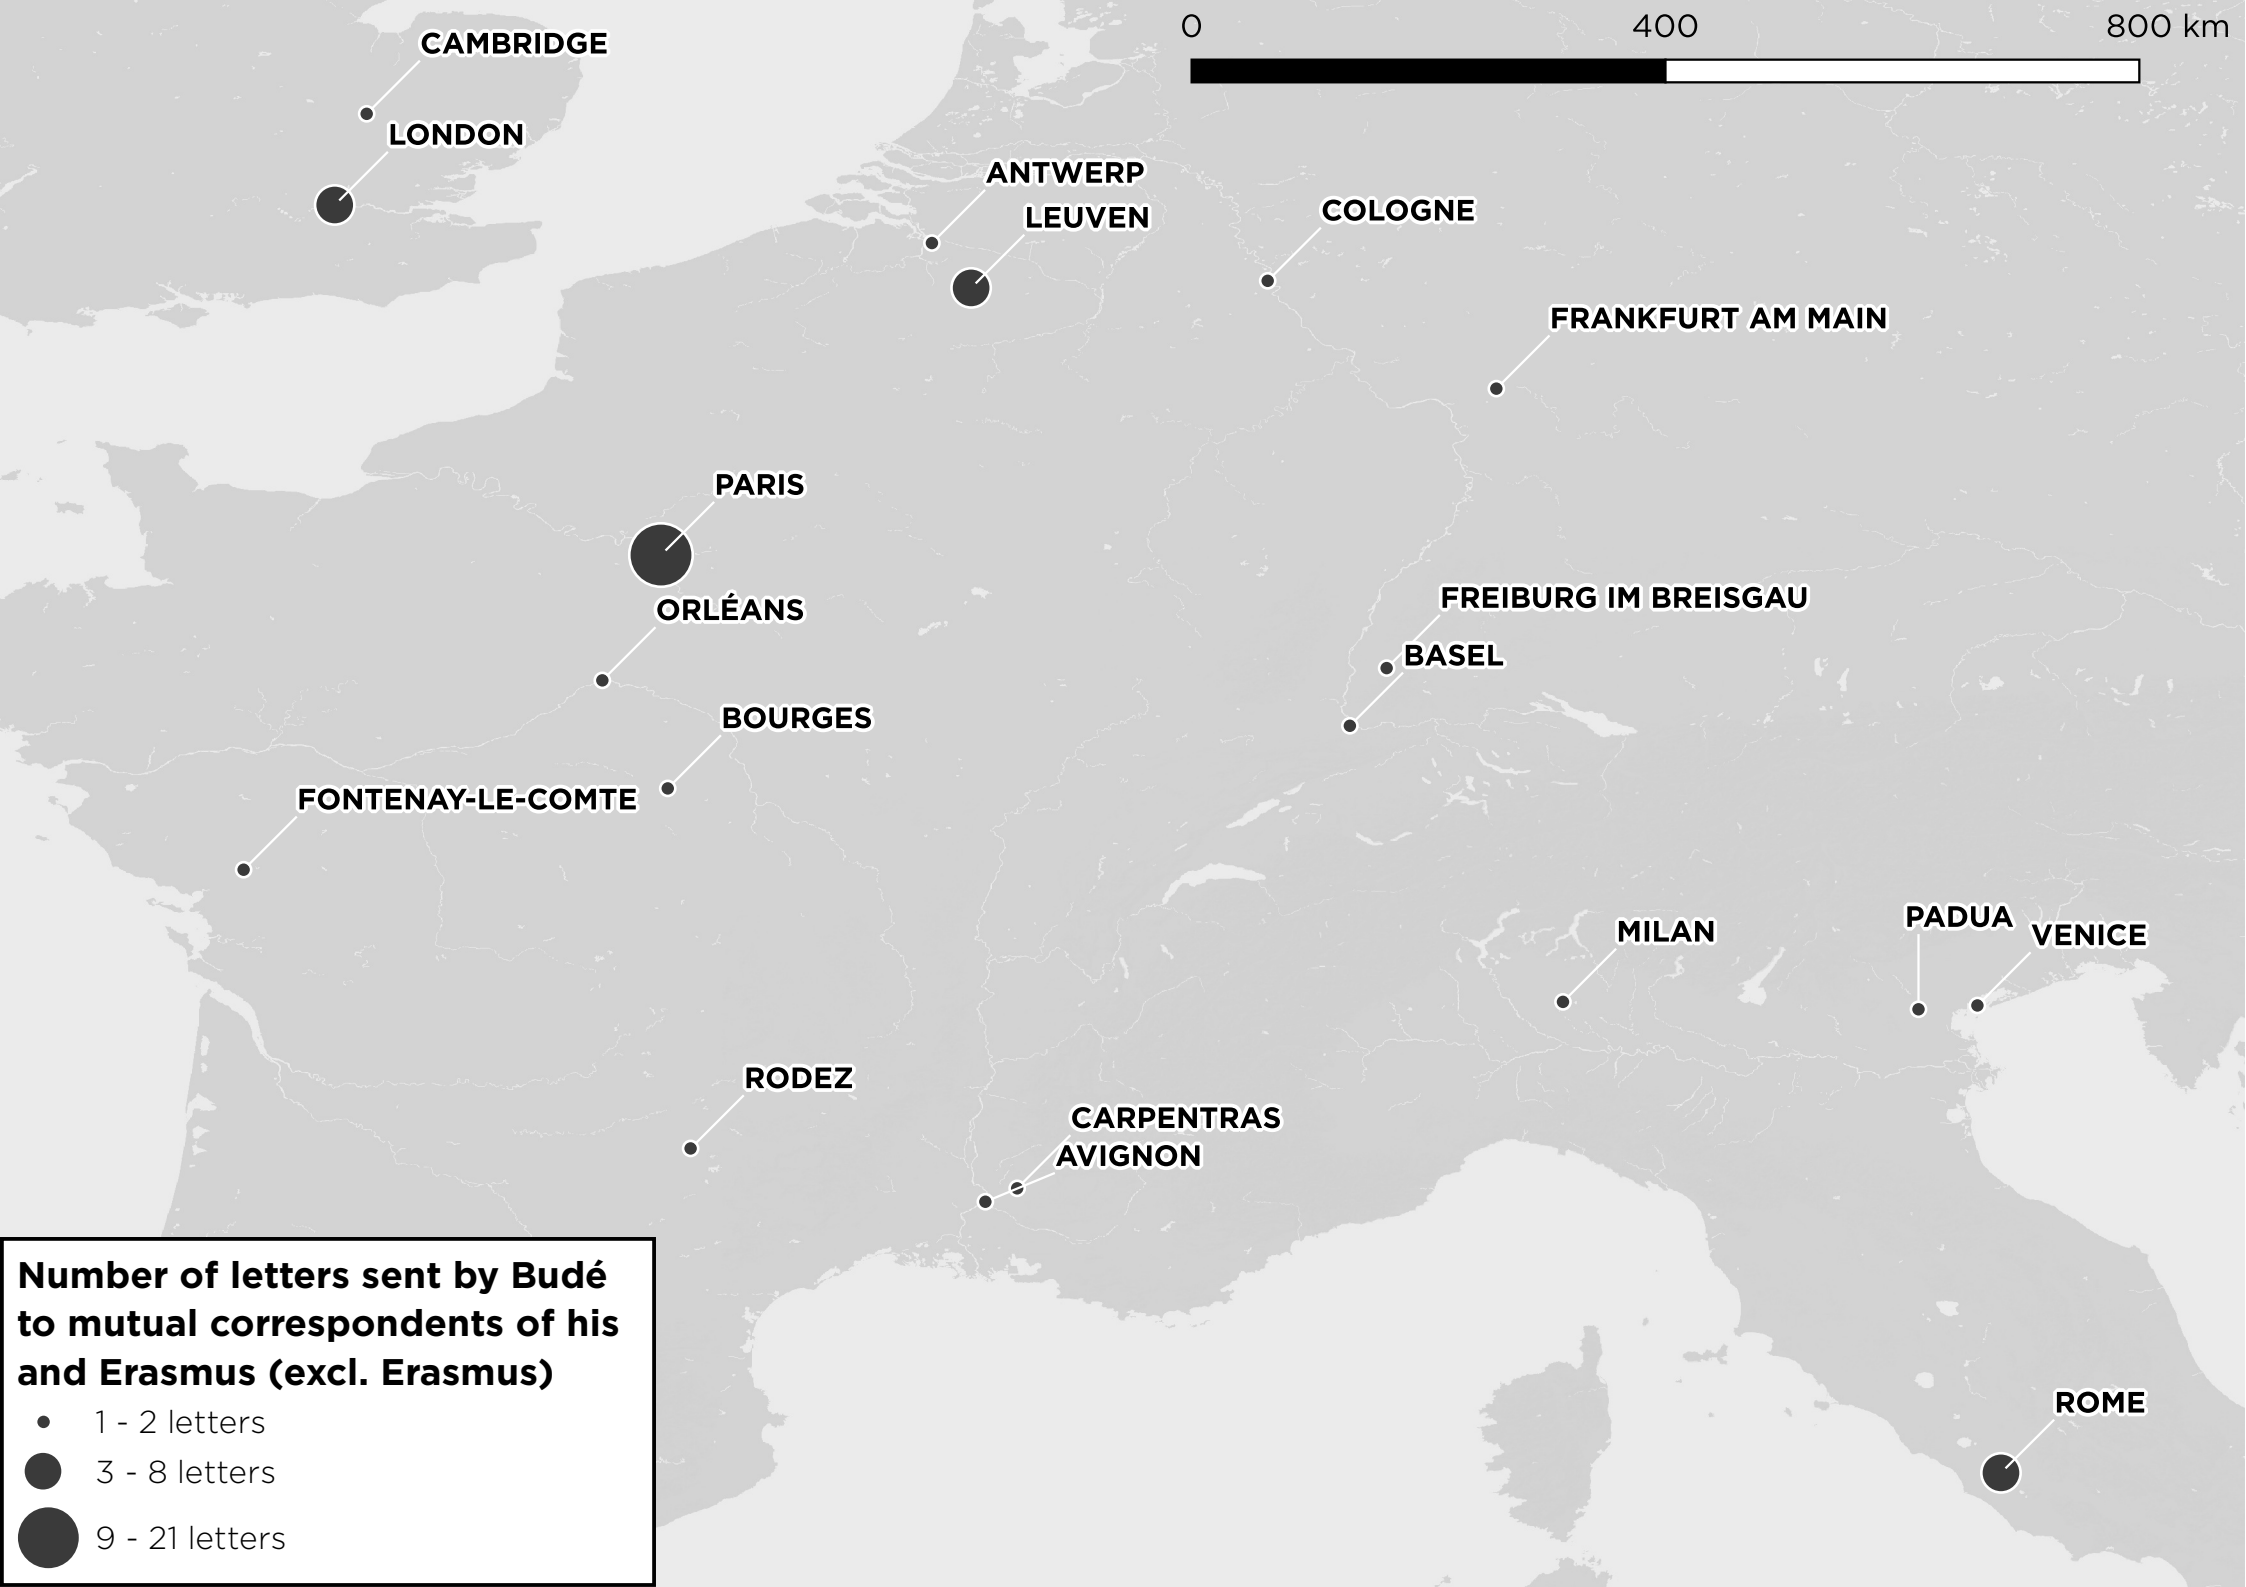 0 400 800 km
CAMBRIDGE
LONDON
ANTWERP
LEUVEN
COLOGNE
FRANKFURT AM MAIN
PARIS
ORLÉANS
FREIBURG IM BREISGAU
BASEL
BOURGES
FONTENAY-LE-COMTE
MILAN
PADUA
VENICE
RODEZ
CARPENTRAS
AVIGNON
ROME
Number of letters sent by Budé
to mutual correspondents of his
and Erasmus (excl. Erasmus)
1 - 2 letters
3 - 8 letters
9 - 21 letters